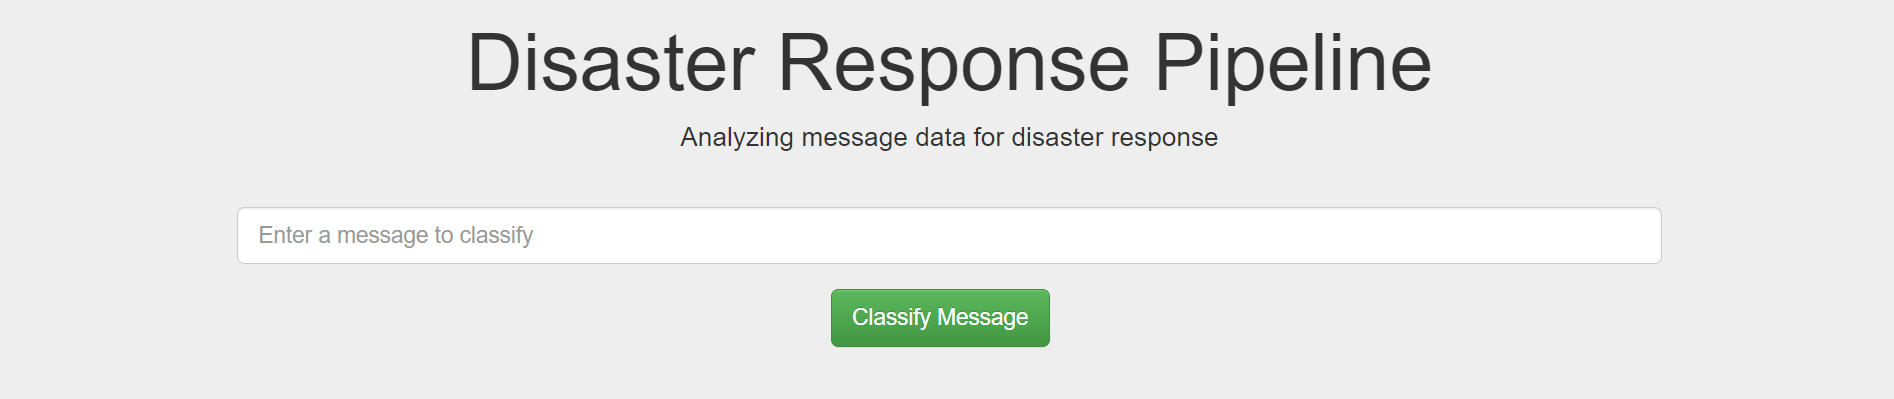 Disaster Response Pipeline
Analyzing message data for disaster response
Enter a message to classify
Classify Message